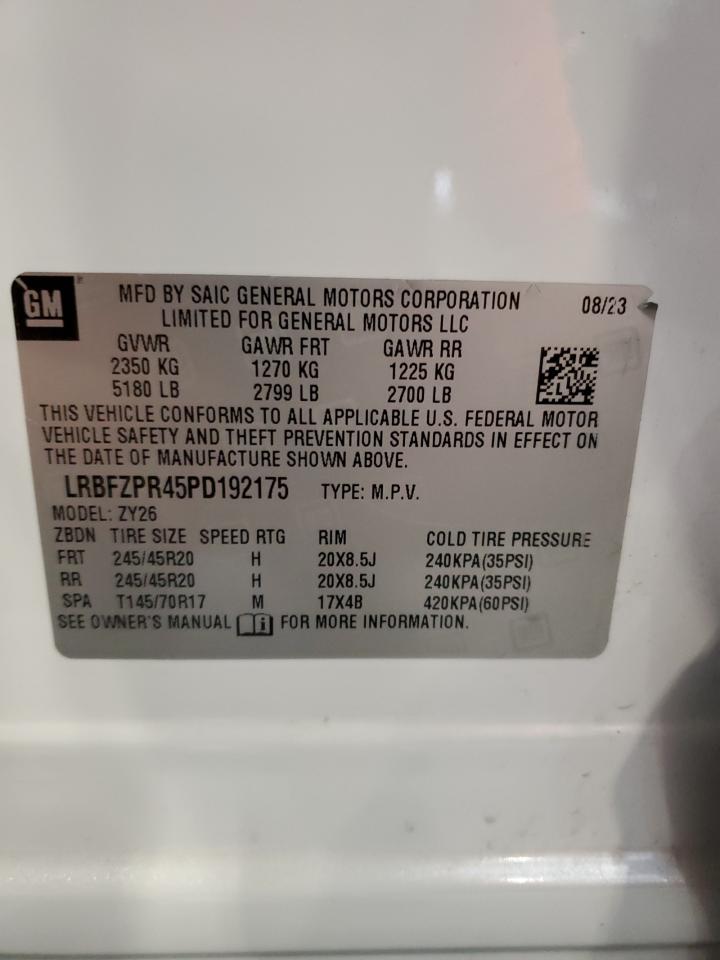 GM
MFD BY SAIC GENERAL MOTORS CORPORATION 08/23
LIMITED FOR GENERAL MOTORS LLC
GVWR GAWR FRT GAWR RR
2350 KG 1270 KG 1225 KG
5180 LB 2799 LB 2700 LB
THIS VEHICLE CONFORMS TO ALL APPLICABLE U.S. FEDERAL MOTOR
VEHICLE SAFETY AND THEFT PREVENTION STANDARDS IN EFFECT ON
THE DATE OF MANUFACTURE SHOWN ABOVE.
LRBFZPR45PD192175 TYPE: M.P.V.
MODEL: ZY26
ZBDN TIRE SIZE SPEED RTG RIM COLD TIRE PRESSURE
FRT 245/45R20 H 20X8.5J 240KPA(35PSI)
RR 245/45R20 H 20X8.5J 240KPA(35PSI)
SPA T145/70R17 M 17X4B 420KPA(60PSI)
SEE OWNER'S MANUAL i FOR MORE INFORMATION.